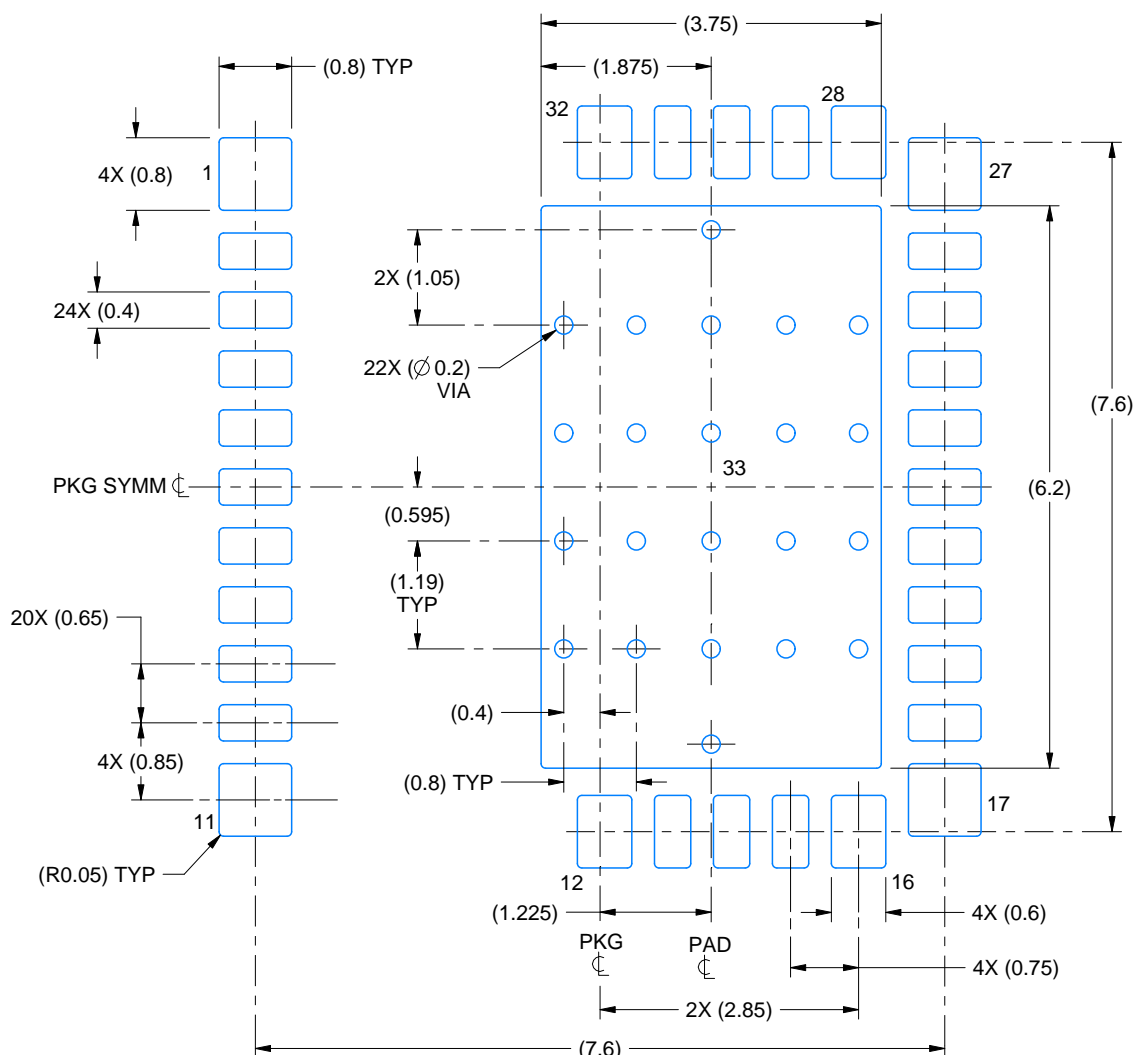 (3.75)
(0.8) TYP
(1.875)
32
28
4X (0.8)
1
27
2X (1.05)
24X (0.4)
22X (∅ 0.2)
VIA
(7.6)
33
PKG SYMM ℄
(6.2)
(0.595)
(1.19)
TYP
20X (0.65)
(0.4)
4X (0.85)
(0.8) TYP
11
17
(R0.05) TYP
12
16
(1.225)
4X (0.6)
PKG
℄
PAD
℄
4X (0.75)
2X (2.85)
(7.6)